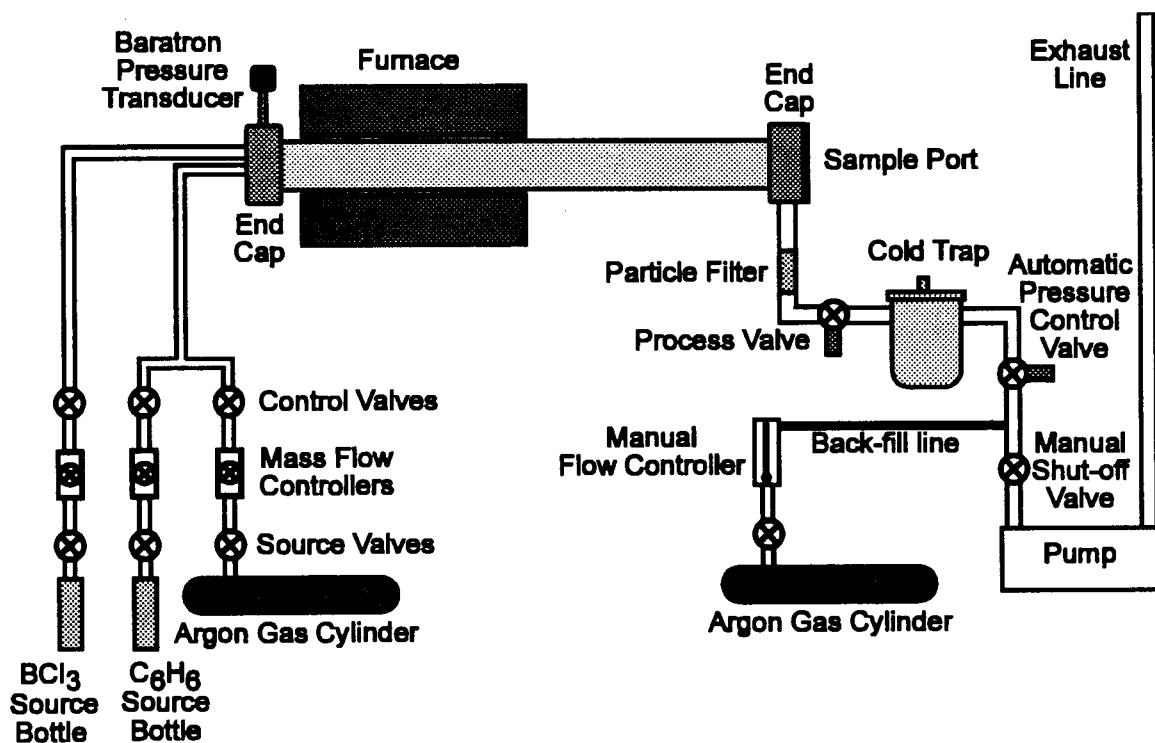 Baratron
Pressure
Transducer
Furnace
End
Cap
Exhaust
Line
Sample Port
End
Cap
Particle Filter
Cold Trap
Automatic
Pressure
Control
Valve
Process Valve
Control Valves
Manual
Flow Controller
Back-fill line
Manual
Shut-off
Valve
Mass Flow
Controllers
Source Valves
Pump
Argon Gas Cylinder
Argon Gas Cylinder
BCl3
Source
Bottle
C6H6
Source
Bottle